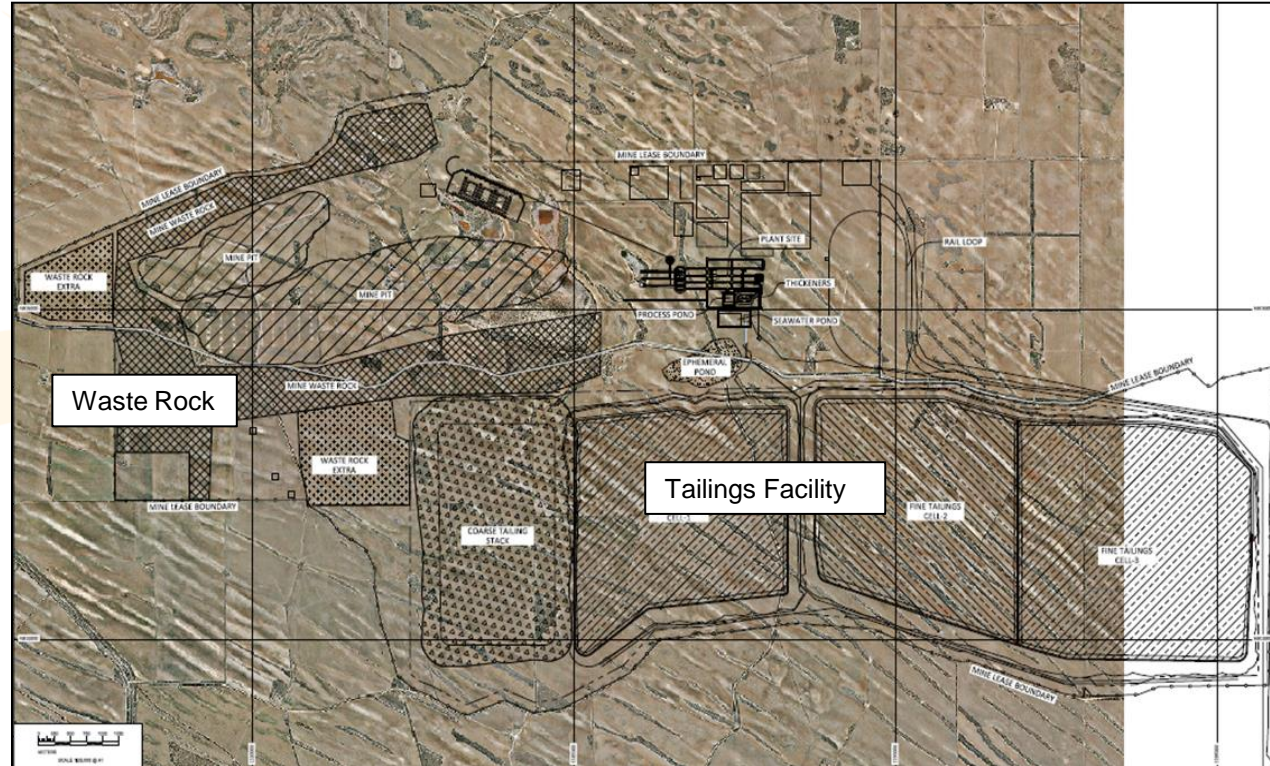 MINE LEASE BOUNDARY
MINE LEASE BOUNDARY
MINE WASTE ROCK
PLANT SITE
RAIL LOOP
MINE PIT
WASTE ROCK
EXTRA
MINE PIT
THICKENERS
PROCESS POND
SEAWATER POND
EPHEMERAL
POND
MINE LEASE BOUNDARY
MINE WASTE ROCK
Waste Rock
WASTE ROCK
EXTRA
Tailings Facility
MINE LEASE BOUNDARY
FINE TAILINGS
CELL-2
COARSE TAILING
STACK
FINE TAILINGS
CELL-3
MINE LEASE BOUNDARY
METRES